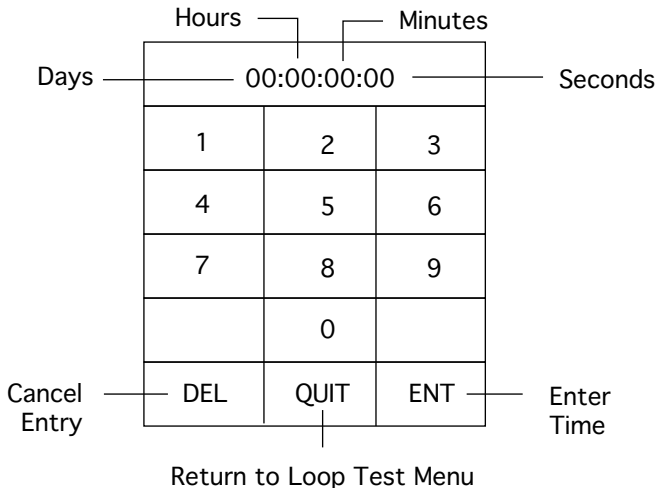 Hours
Minutes
Days
00:00:00:00
Seconds
1 2 3
4 5 6
7 8 9
0
Cancel
Entry
DEL QUIT ENT
Enter
Time
Return to Loop Test Menu